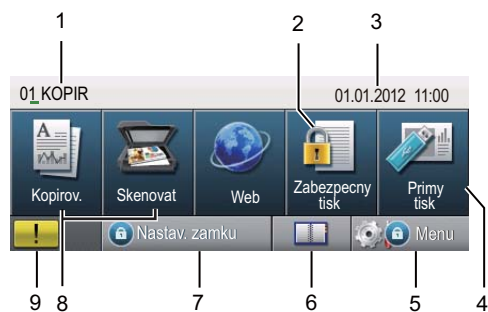 1
2
3
01 KOPIR
01.01.2012 11:00
A
Kopirov.
Skenovat
Web
Zabezpecny
tisk
Primy
tisk
!
Nastav. zamku
Menu
9
8
7
6
5
4